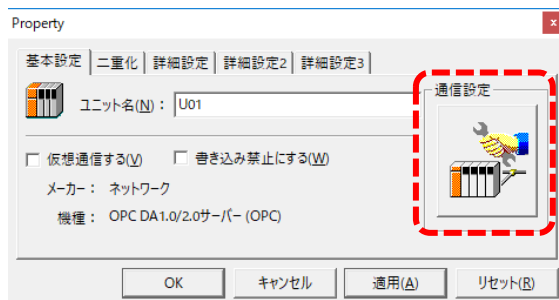 Property
x
基本設定 二重化 詳細設定 詳細設定2 詳細設定3
通信設定
ユニット名(N)： U01
仮想通信する(V) 書き込み禁止にする(W)
メーカー： ネットワーク
機種： OPC DA1.0/2.0サーバー (OPC)
OK キャンセル 適用(A) リセット(R)